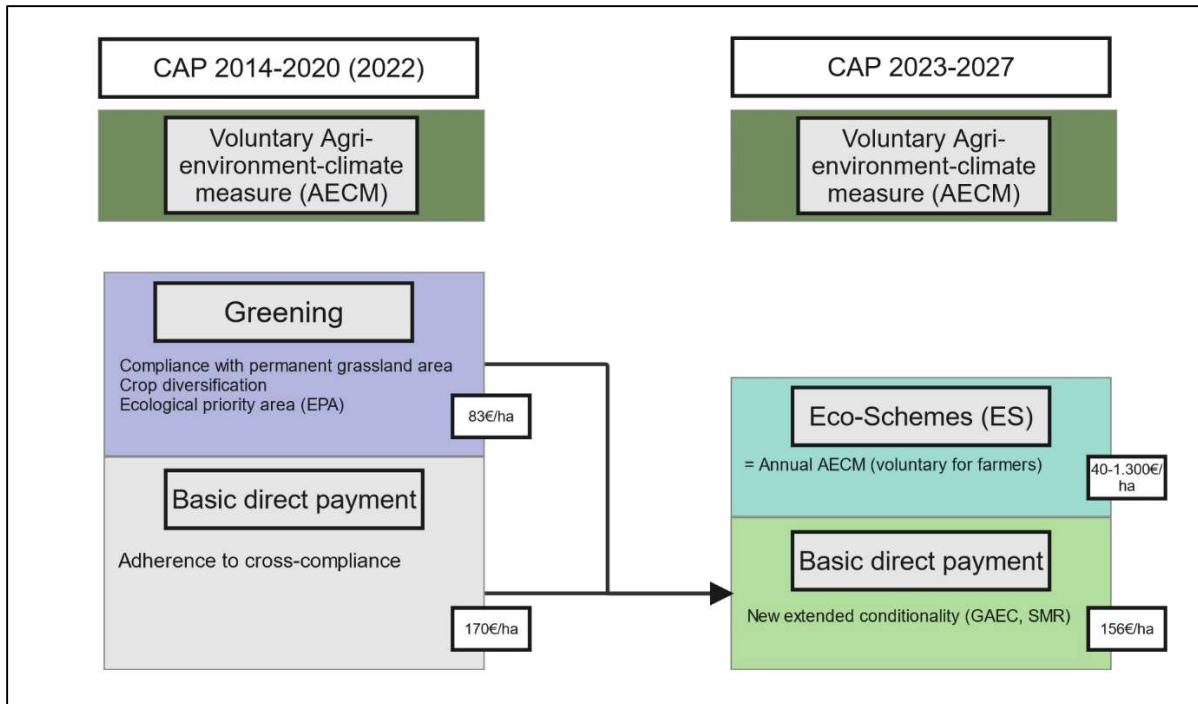 CAP 2014-2020 (2022)
Voluntary Agri-
environment-climate
measure (AECM)
Greening
Compliance with permanent grassland area
Crop diversification
Ecological priority area (EPA)
83€/ha
Basic direct payment
Adherence to cross-compliance
170€/ha
CAP 2023-2027
Voluntary Agri-
environment-climate
measure (AECM)
Eco-Schemes (ES)
= Annual AECM (voluntary for farmers)
40-1.300€/
ha
Basic direct payment
New extended conditionality (GAEC, SMR)
156€/ha